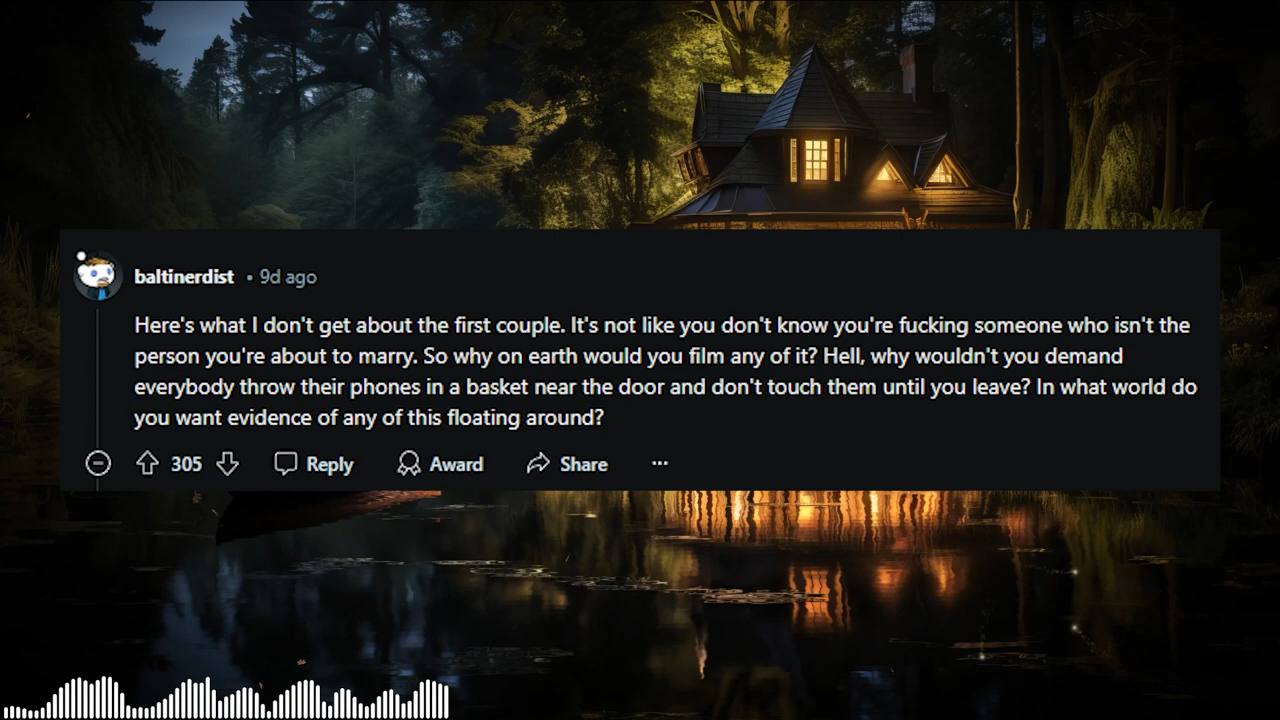 baltinerdist • 9d ago
Here's what I don't get about the first couple. It's not like you don't know you're fucking someone who isn't the
person you're about to marry. So why on earth would you film any of it? Hell, why wouldn't you demand
everybody throw their phones in a basket near the door and don't touch them until you leave? In what world do
you want evidence of any of this floating around?
305 Reply Award Share ...